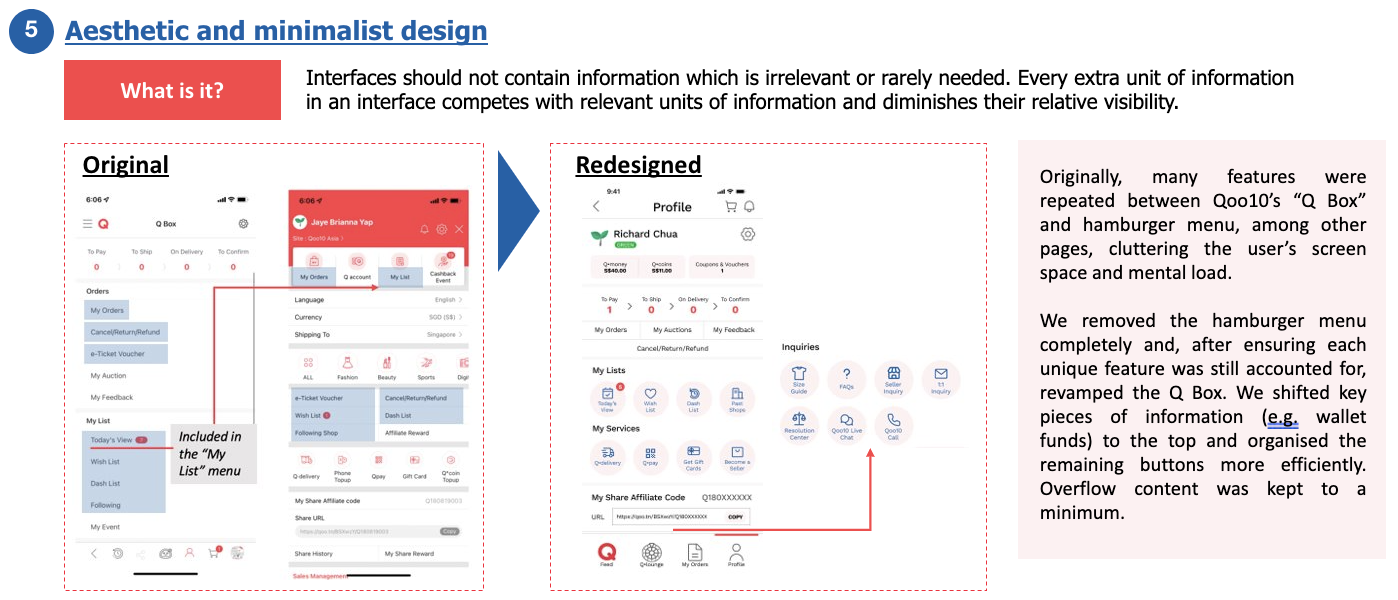 5
Aesthetic and minimalist design
What is it?
Interfaces should not contain information which is irrelevant or rarely needed. Every extra unit of information
in an interface competes with relevant units of information and diminishes their relative visibility.
Original
6:06
Q Box
To Pay To Ship On Delivery To Confirm
0 0 0 0
Orders
My Orders
Cancel/Return/Refund
e-Ticket Voucher
My Auction
My Feedback
My List
Today's View
Wish List
Dash List
Following
My Event
Included in
the "My
List" menu
6:06
Jaye Brianna Yap
Site : Qoo10 Asia >
My Orders Q account My List Cashback
Event
Language English >
Currency SGD (S$) >
Shipping To Singapore >
ALL Fashion Beauty Sports Digi
e-Ticket Voucher Cancel/Return/Refund
Wish List Dash List
Following Shop Affiliate Reward
Q-delivery Phone
Topup Qpay Gift Card Q*coin
Topup
My Share Affiliate code Q180819003
Share URL
Copy
Share History My Share Reward
Sales Management
Redesigned
9:41
Profile
Richard Chua
GREEN
Q•money Q•coins Coupons & Vouchers
S$40.00 S$11.00 1
To Pay > To Ship > On Delivery > To Confirm
1 0 0 0
My Orders My Auctions My Feedback
Cancel/Return/Refund
My Lists
Today's
View
Wish
List
Dash
List
Past
Shops
My Services
Q•delivery
Q•pay
Get Gift
Cards
Become a
Seller
My Share Affiliate Code Q180XXXXXX
URL COPY
Feed Q•lounge My Orders Profile
Inquiries
Size
Guide
FAQs
Seller
Inquiry
1:1
Inquiry
Resolution
Center
Qoo10 Live
Chat
Qoo10
Call
Originally, many features were
repeated between Qoo10's “Q Box”
and hamburger menu, among other
pages, cluttering the user's screen
space and mental load.
We removed the hamburger menu
completely and, after ensuring each
unique feature was still accounted for,
revamped the Q Box. We shifted key
pieces of information (e.g. wallet
funds) to the top and organised the
remaining buttons more efficiently.
Overflow content was kept to a
minimum.